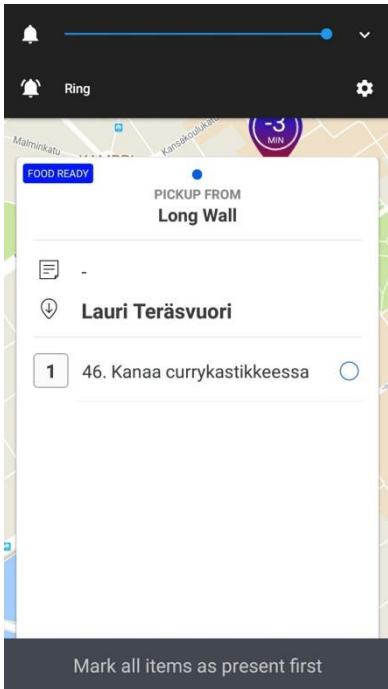 Ring
Malminkatu
Kansakoulukatu
-3
MIN
FOOD READY
PICKUP FROM
Long Wall
-
Lauri Teräsvuori
1
46. Kanaa currykastikkeessa
Mark all items as present first